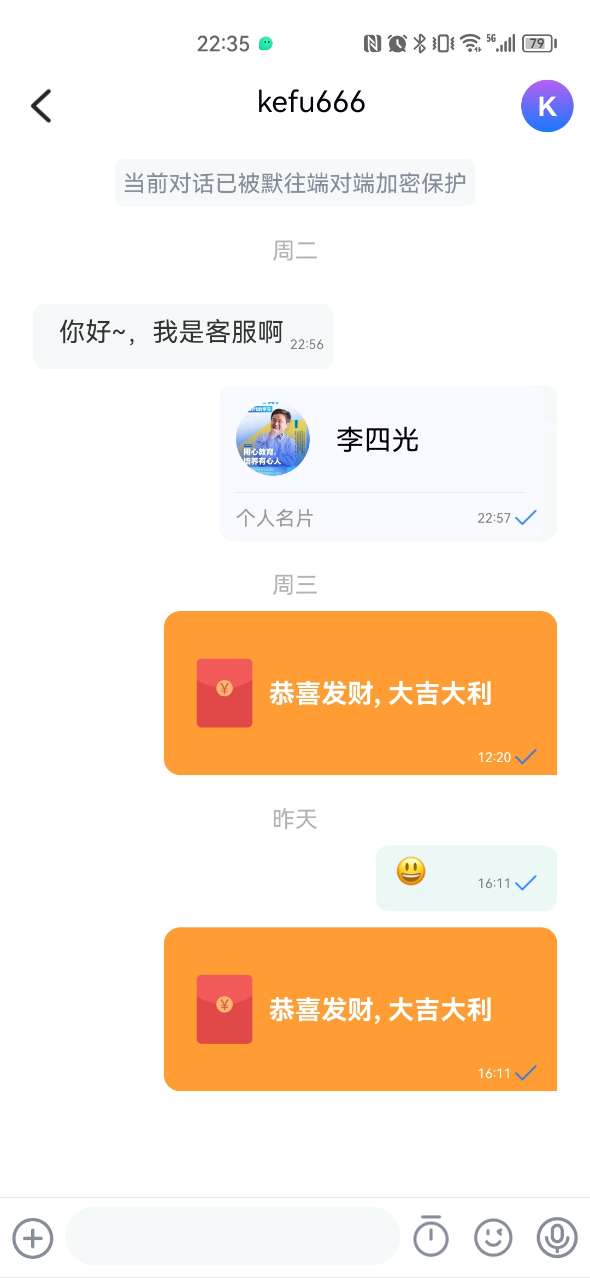 22:35
5G
79
kefu666
K
当前对话已被默往端对端加密保护
周二
你好~，我是客服啊 22:56
李四光
用心教育,
培养有心人
个人名片 22:57
周三
恭喜发财, 大吉大利
12:20
昨天
😃 16:11
恭喜发财, 大吉大利
16:11